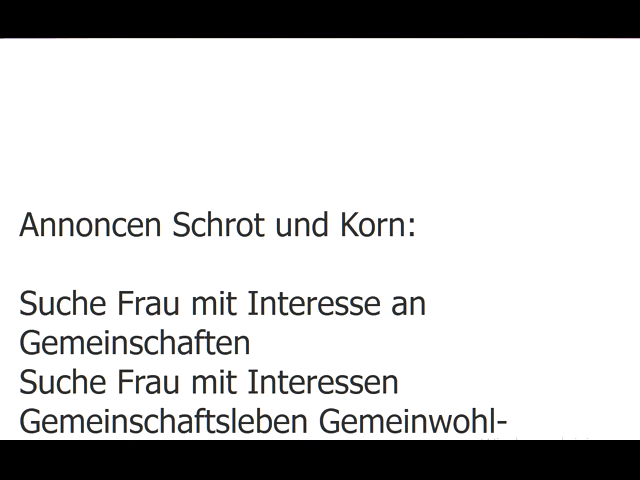 Annoncen Schrot und Korn:
Suche Frau mit Interesse an
Gemeinschaften
Suche Frau mit Interessen
Gemeinschaftsleben Gemeinwohl-